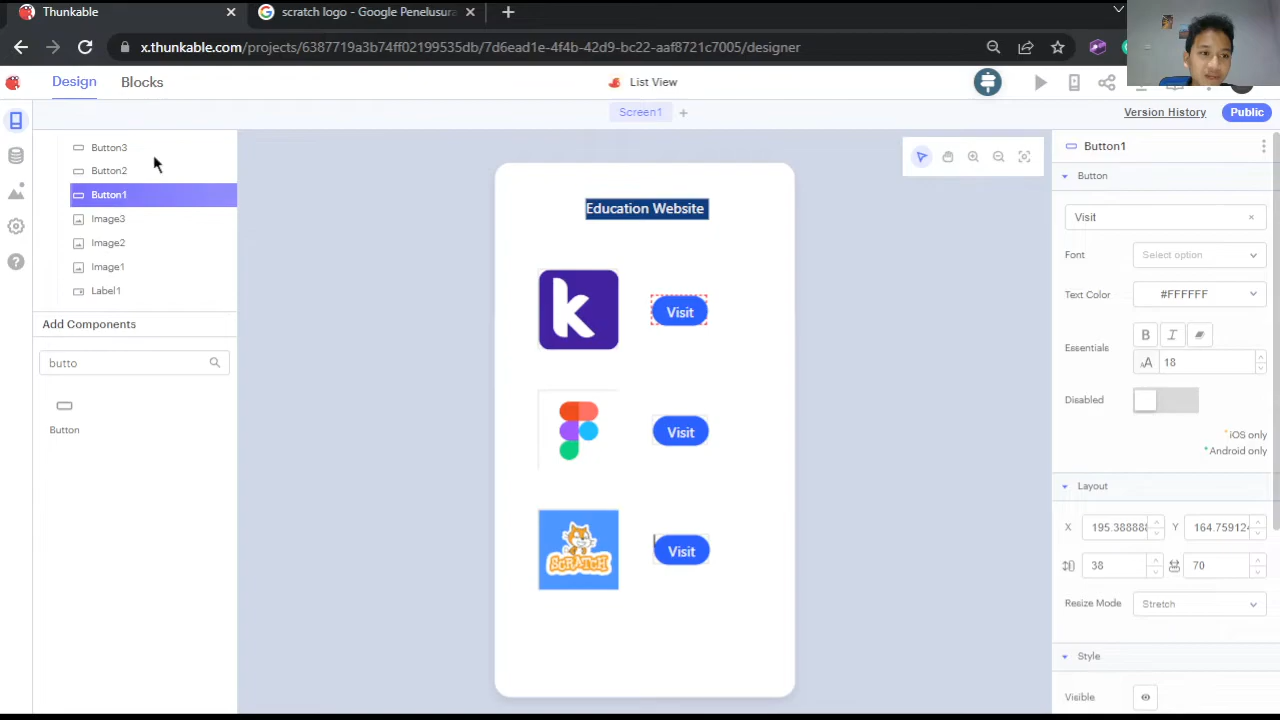 Thunkable
scratch logo - Google Penelusura
x.thunkable.com/projects/6387719a3b74ff02199535db/7d6ead1e-4f4b-42d9-bc22-aaf8721c7005/designer
Design
Blocks
List View
Screen1
Version History
Public
Button3
Button2
Button1
Image3
Image2
Image1
Label1
Add Components
butto
Button
Education Website
k
Visit
Visit
SCRATCH
Visit
Button1
Button
Visit
Font
Select option
Text Color
#FFFFFF
Essentials
B
I
AA
18
Disabled
*iOS only
*Android only
Layout
X
195.388888
Y
164.759124
38
70
Resize Mode
Stretch
Style
Visible